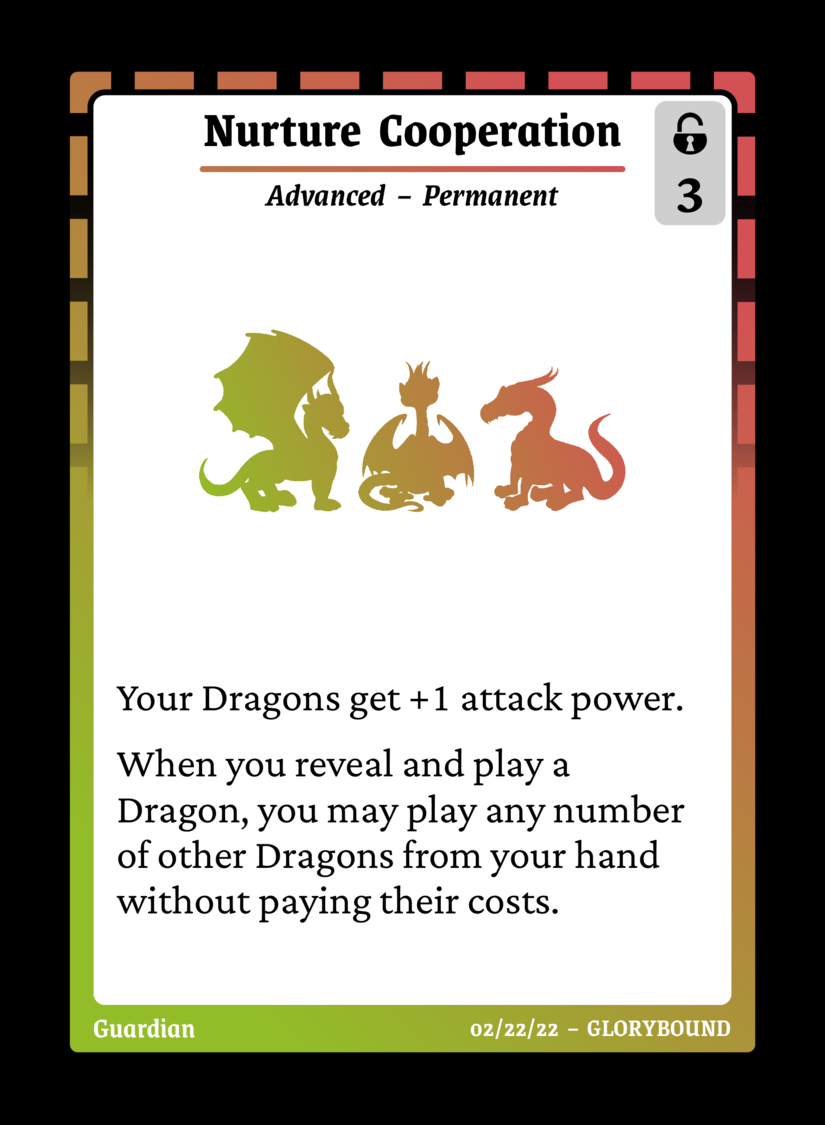 Nurture Cooperation
Advanced – Permanent
3
Your Dragons get +1 attack power.
When you reveal and play a
Dragon, you may play any number
of other Dragons from your hand
without paying their costs.
Guardian
02/22/22 – GLORYBOUND